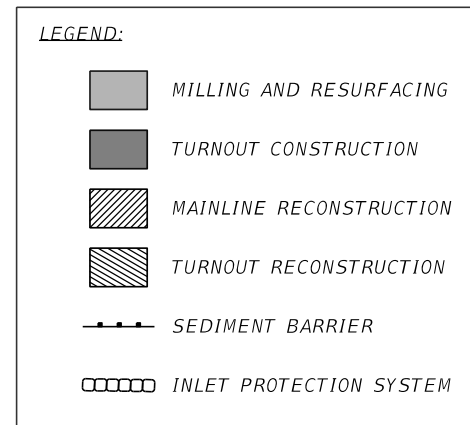 LEGEND:
MILLING AND RESURFACING
TURNOUT CONSTRUCTION
MAINLINE RECONSTRUCTION
TURNOUT RECONSTRUCTION
SEDIMENT BARRIER
INLET PROTECTION SYSTEM